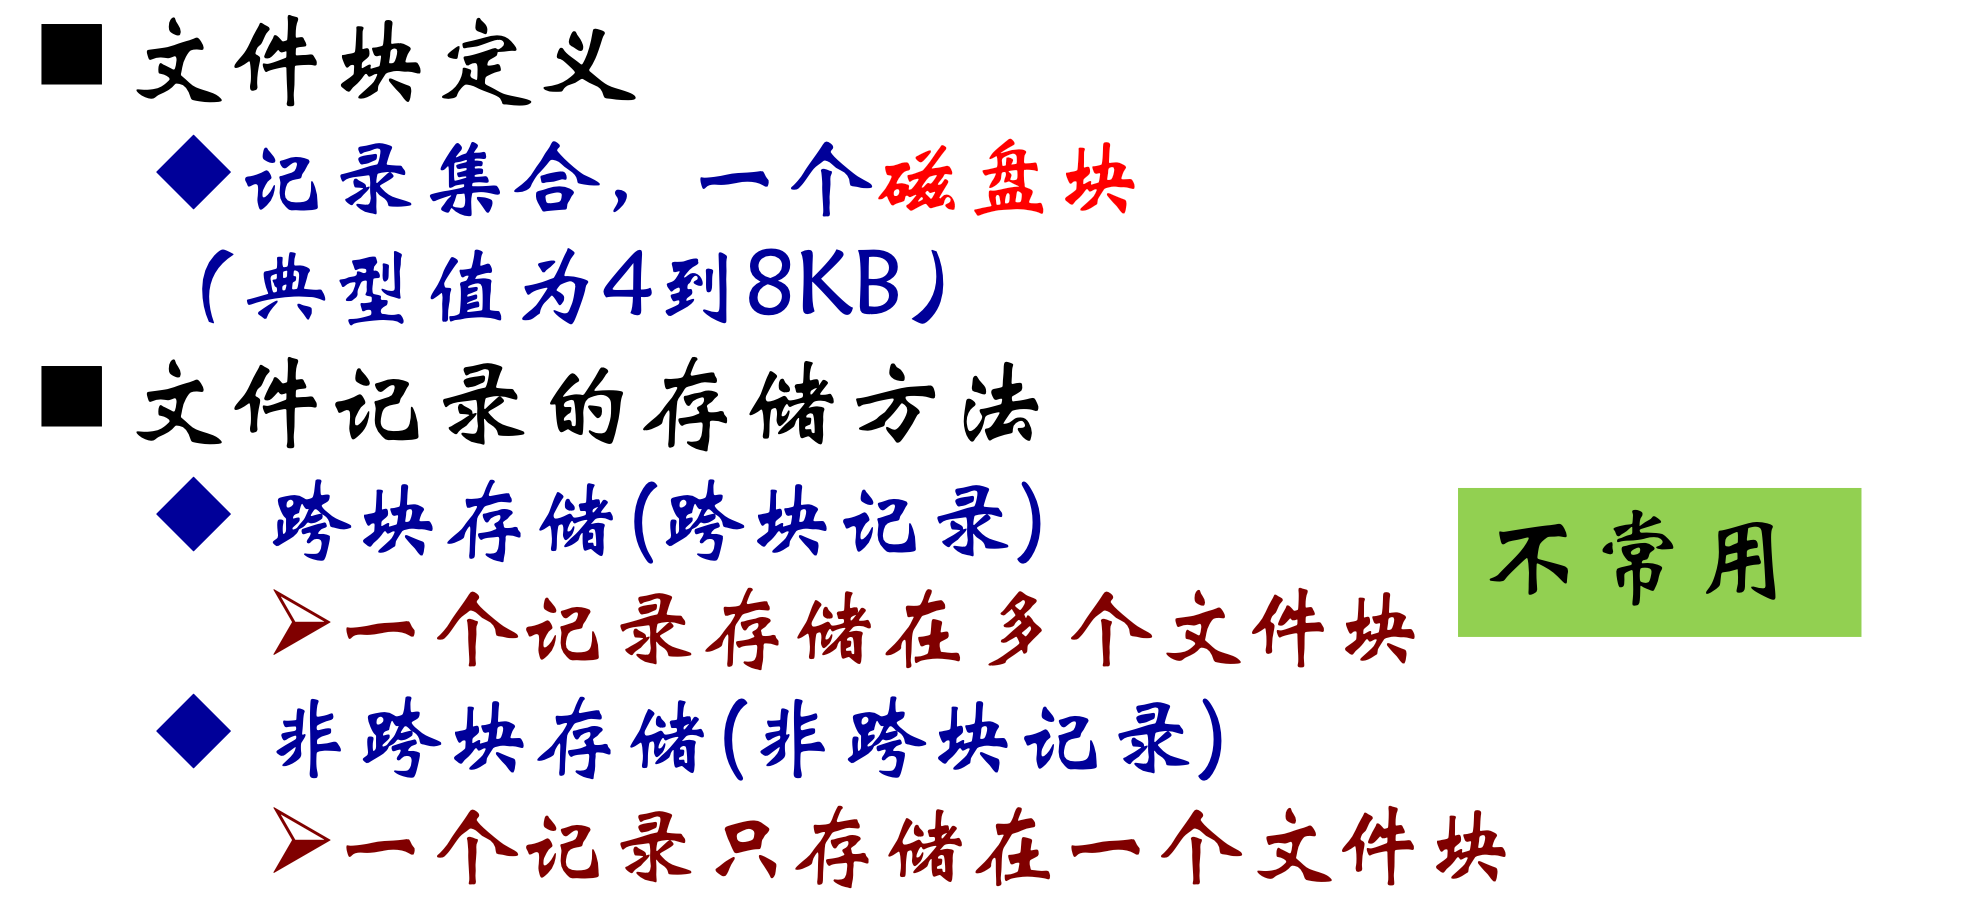 文件块定义
记录集合，一个磁盘块
（典型值为4到8KB）
文件记录的存储方法
跨块存储(跨块记录)
不常用
一个记录存储在多个文件块
非跨块存储(非跨块记录)
一个记录只存储在一个文件块